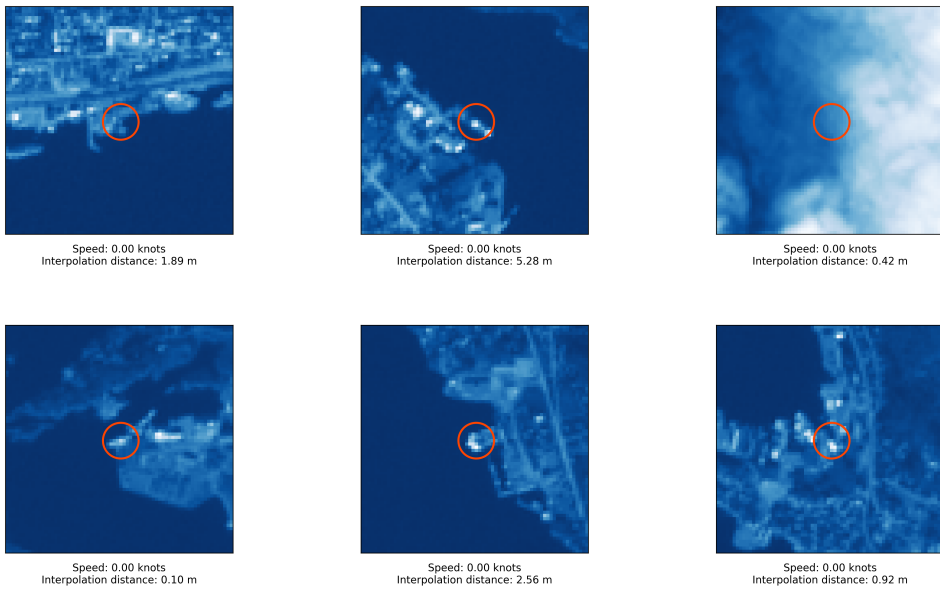 Speed: 0.00 knots
Interpolation distance: 1.89 m
Speed: 0.00 knots
Interpolation distance: 5.28 m
Speed: 0.00 knots
Interpolation distance: 0.42 m
Speed: 0.00 knots
Interpolation distance: 0.10 m
Speed: 0.00 knots
Interpolation distance: 2.56 m
Speed: 0.00 knots
Interpolation distance: 0.92 m